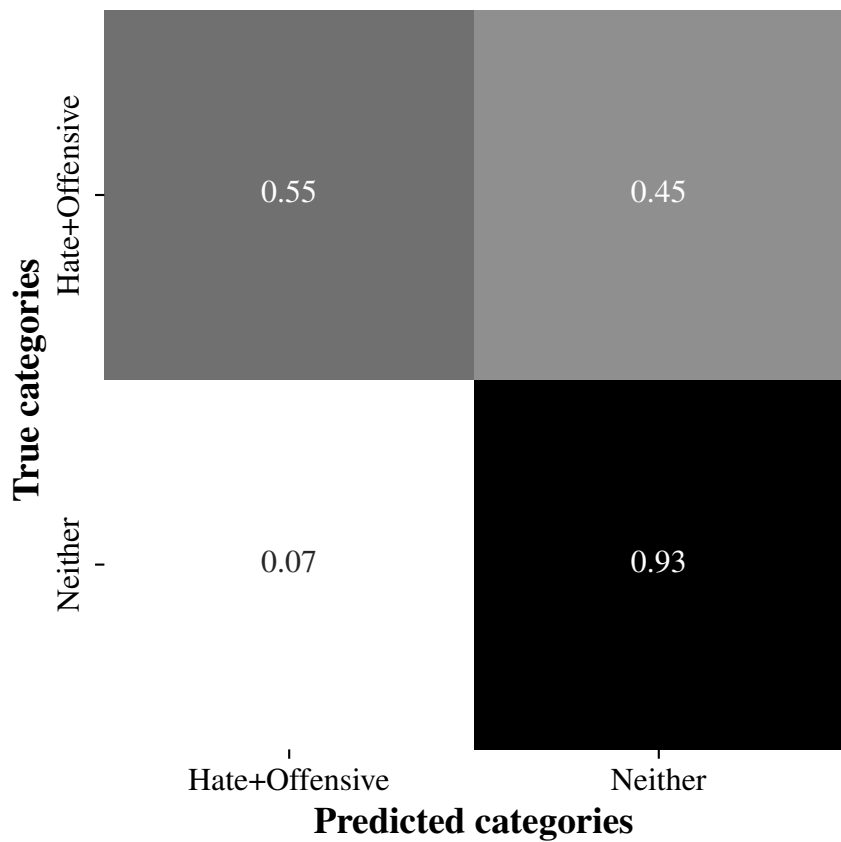 Hate+Offensive
0.55
0.45
True categories
Neither
0.07
0.93
Hate+Offensive
Neither
Predicted categories